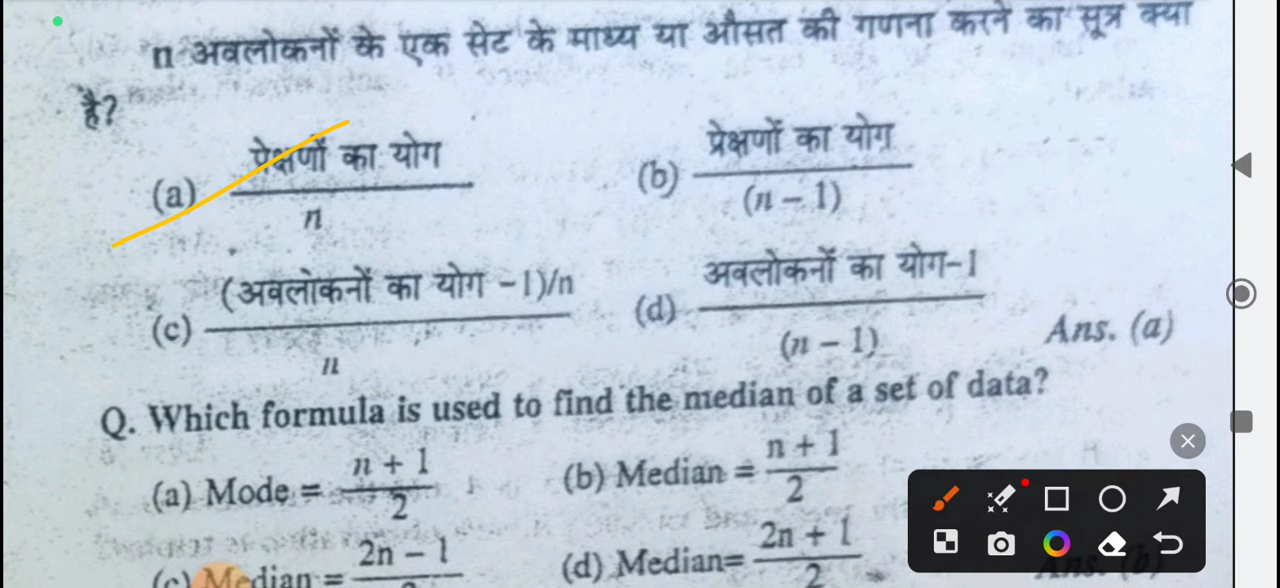 n अवलोकनों के एक सेट के माध्य या औसत की गणना करने का सूत्र क्या
है?
(a) प्रेक्षणों का योग / n (b) प्रेक्षणों का योग / (n – 1)
(c) (अवलोकनों का योग –1)/n / n (d) अवलोकनों का योग–1 / (n – 1) Ans. (a)
Q. Which formula is used to find the median of a set of data?
(a) Mode = n + 1 / 2 (b) Median = n + 1 / 2
(c) Median = 2n – 1 (d) Median= 2n + 1 / 2 Ans. (b)